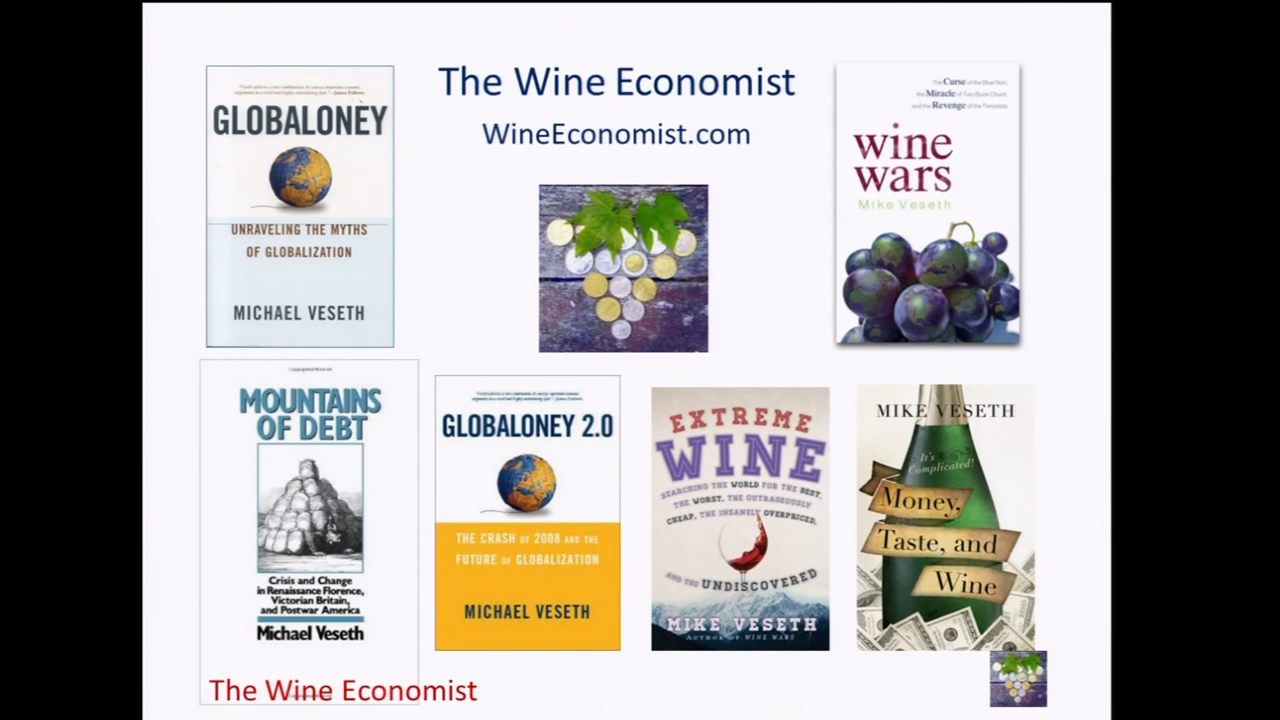 The Wine Economist
WineEconomist.com
GLOBALONEY
UNRAVELING THE MYTHS
OF GLOBALIZATION
MICHAEL VESETH
The Curse of the Blue Nun,
the Miracle of Two Buck Chuck,
and the Revenge of the Terroirists
wine
wars
Mike Veseth
MOUNTAINS
OF DEBT
Crisis and Change
in Renaissance Florence,
Victorian Britain,
and Postwar America
Michael Veseth
GLOBALONEY 2.0
THE CRASH OF 2008 AND THE
FUTURE OF GLOBALIZATION
MICHAEL VESETH
EXTREME
WINE
SEARCHING THE WORLD FOR THE BEST,
THE WORST, THE OUTRAGEOUSLY
CHEAP, THE INSANELY OVERPRICED,
AND THE UNDISCOVERED
MIKE VESETH
AUTHOR OF WINE WARS
MIKE VESETH
It's
Complicated!
Money,
Taste, and
Wine
The Wine Economist